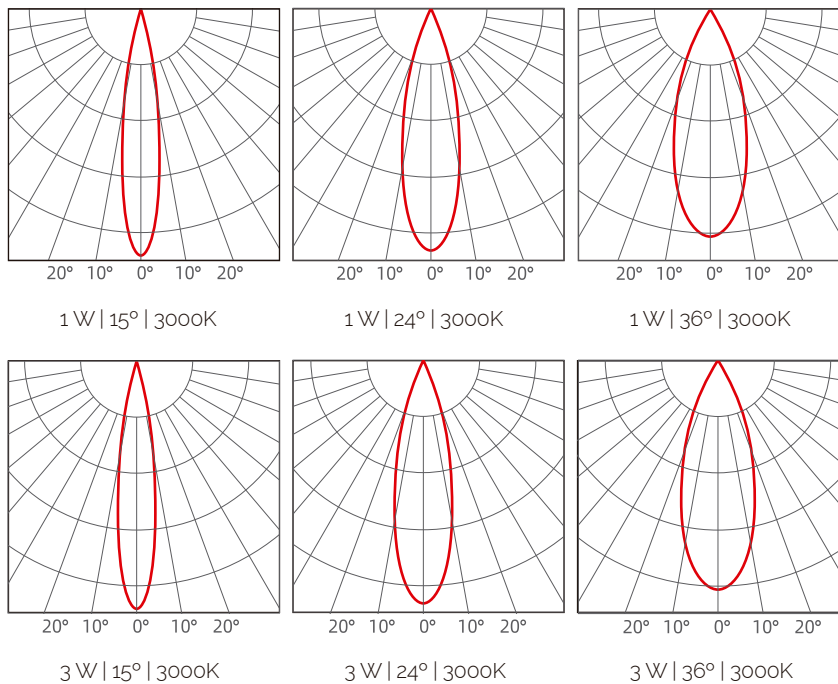 20° 10° 0° 10° 20°
20° 10° 0° 10° 20°
20° 10° 0° 10° 20°
1 W | 15° | 3000K
1 W | 24° | 3000K
1 W | 36° | 3000K
20° 10° 0° 10° 20°
20° 10° 0° 10° 20°
20° 10° 0° 10° 20°
3 W | 15° | 3000K
3 W | 24° | 3000K
3 W | 36° | 3000K